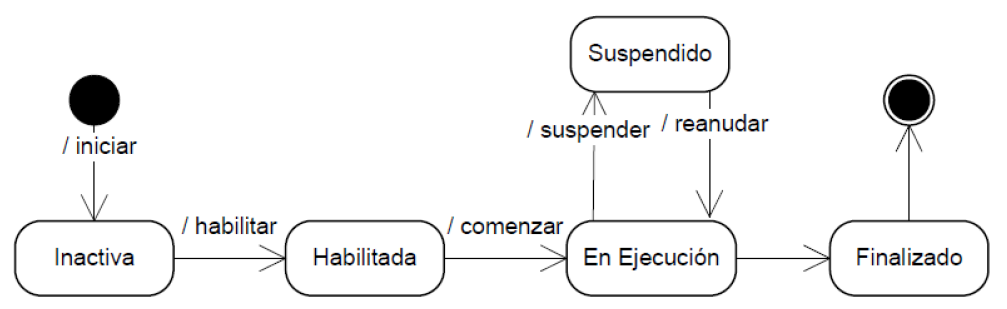 Suspendido
/ iniciar
/ suspender
/ reanudar
/ habilitar
/ comenzar
Inactiva
Habilitada
En Ejecución
Finalizado